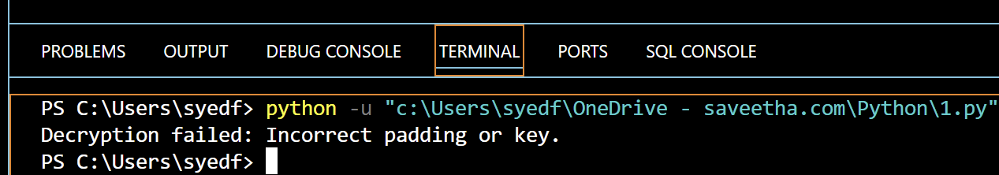 PROBLEMS OUTPUT DEBUG CONSOLE TERMINAL PORTS SQL CONSOLE
PS C:\Users\syedf> python -u "c:\Users\syedf\OneDrive - saveetha.com\Python\1.py"
Decryption failed: Incorrect padding or key.
PS C:\Users\syedf>